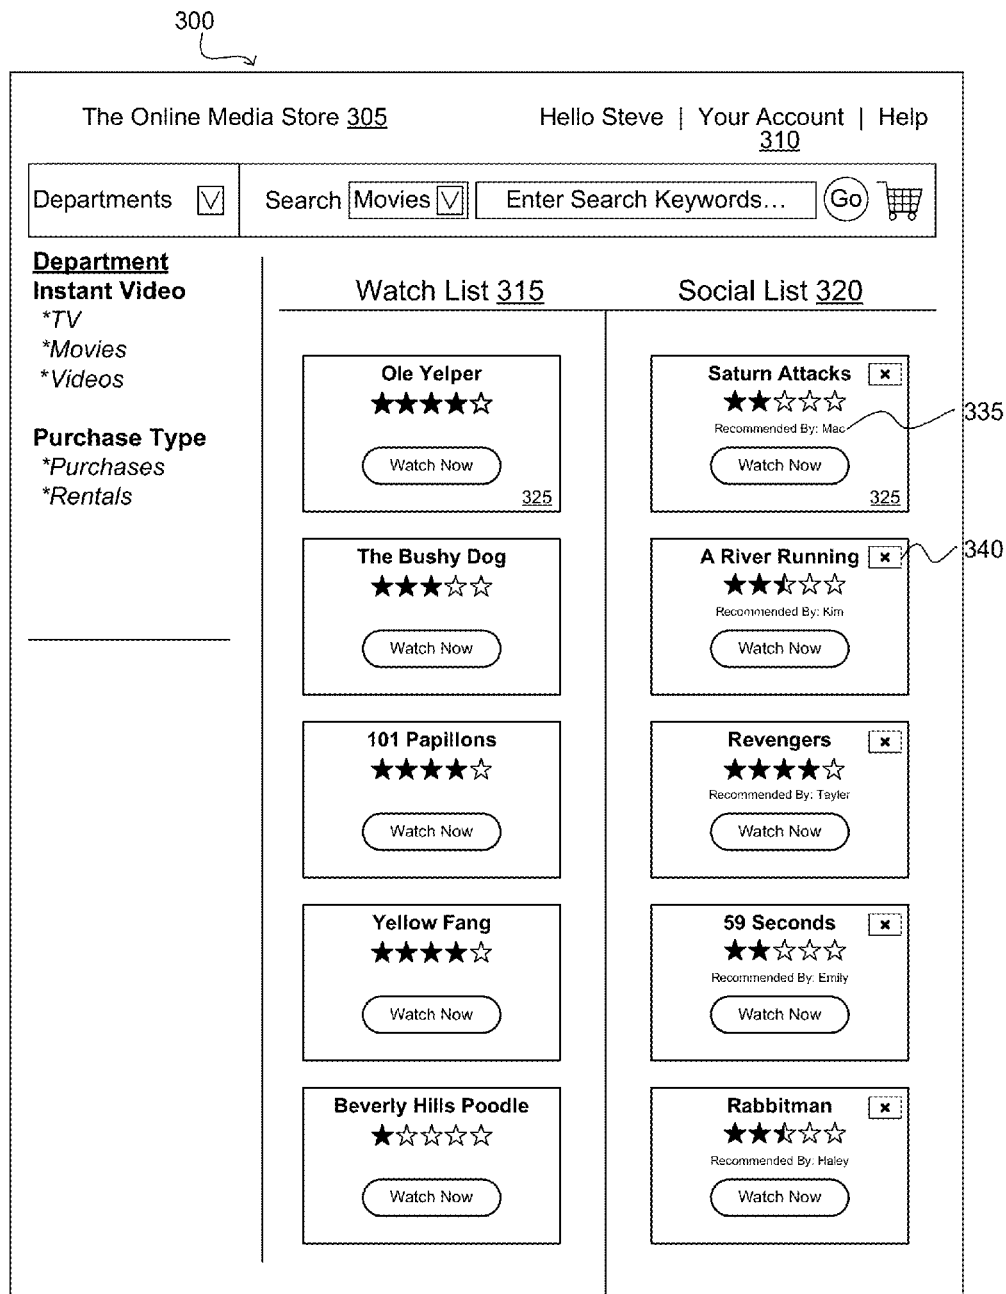 300
The Online Media Store 305
Hello Steve | Your Account | Help
310
Departments V
Search Movies V Enter Search Keywords... Go
Department
Instant Video
*TV
*Movies
*Videos
Purchase Type
*Purchases
*Rentals
Watch List 315
Ole Yelper
Watch Now
325
The Bushy Dog
Watch Now
101 Papillons
Watch Now
Yellow Fang
Watch Now
Beverly Hills Poodle
Watch Now
Social List 320
Saturn Attacks x
Recommended By: Mac
Watch Now
325
335
A River Running x
340
Recommended By: Kim
Watch Now
Revengers x
Recommended By: Tayler
Watch Now
59 Seconds x
Recommended By: Emily
Watch Now
Rabbitman x
Recommended By: Haley
Watch Now